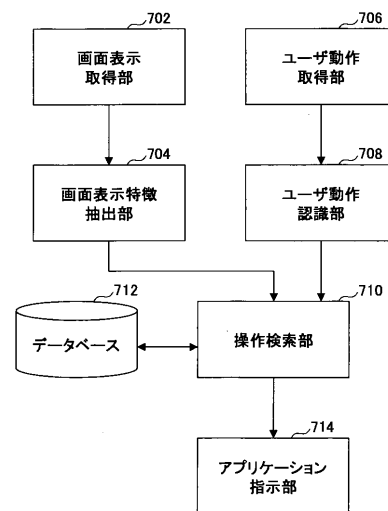 702
画面表示
取得部
706
ユーザ動作
取得部
704
画面表示特徴
抽出部
708
ユーザ動作
認識部
712
データベース
710
操作検索部
714
アプリケーション
指示部